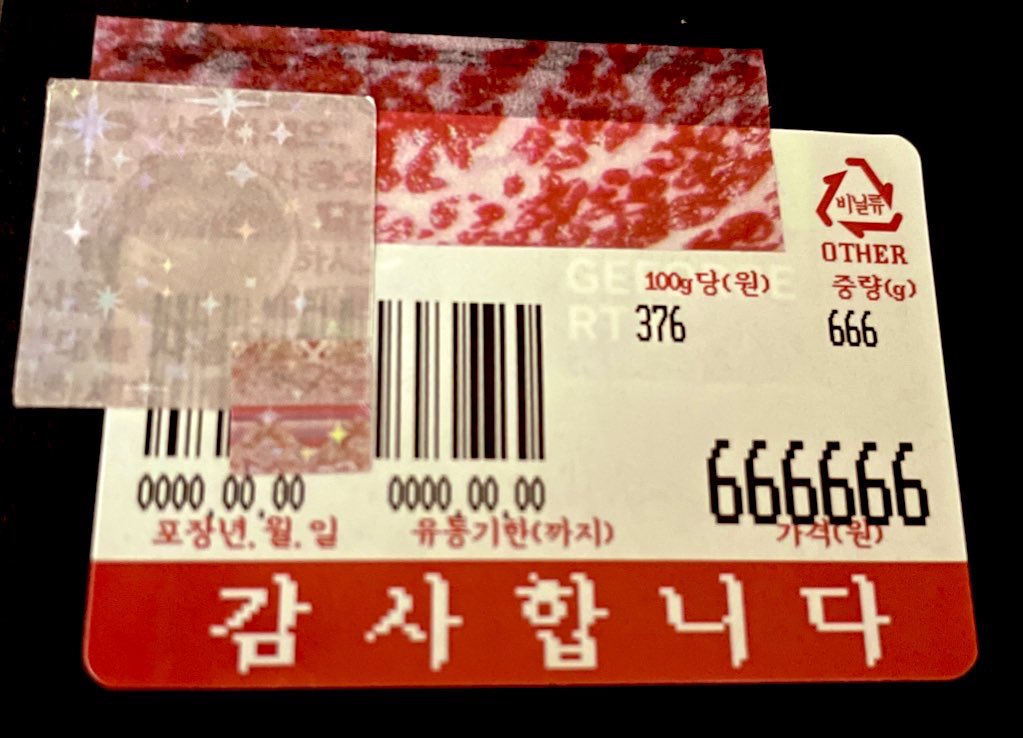 비닐류
OTHER
100g당(원) 중량(g)
376 666
666666
0000.00.00 0000.00.00
포장년.월.일 유통기한(까지) 가격(원)
감사합니다